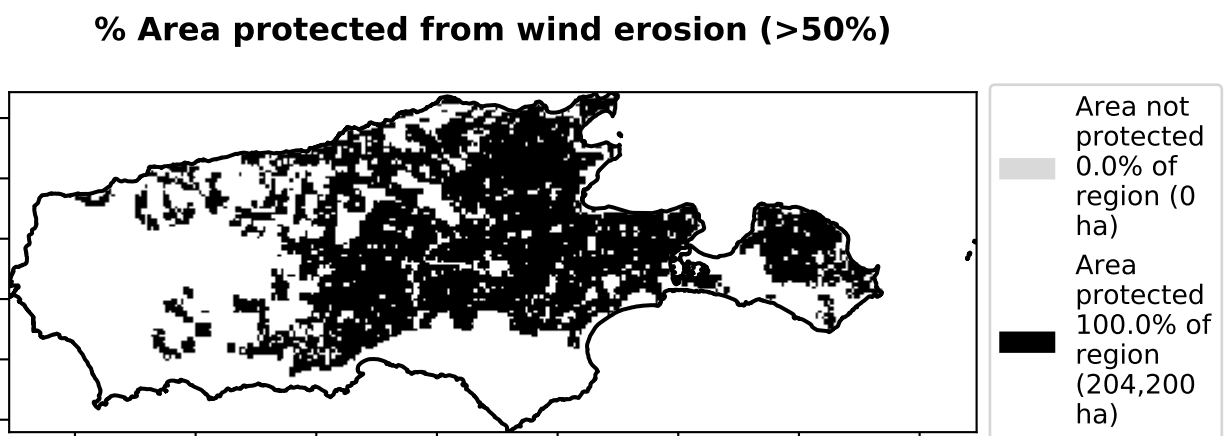 % Area protected from wind erosion (>50%)
Area not
protected
0.0% of
region (0
ha)
Area
protected
100.0% of
region
(204,200
ha)